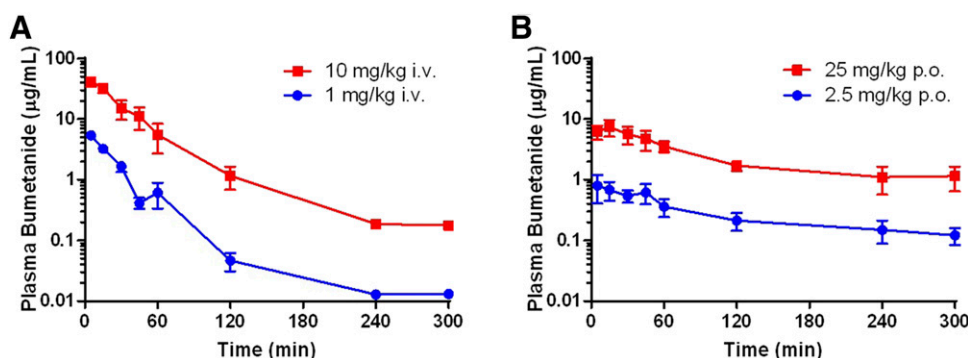 A
Plasma Bumetanide (µg/mL)
100
10
1
0.1
0.01
10 mg/kg i.v.
1 mg/kg i.v.
0 60 120 180 240 300
Time (min)
B
Plasma Bumetanide (µg/mL)
100
10
1
0.1
0.01
25 mg/kg p.o.
2.5 mg/kg p.o.
0 60 120 180 240 300
Time (min)